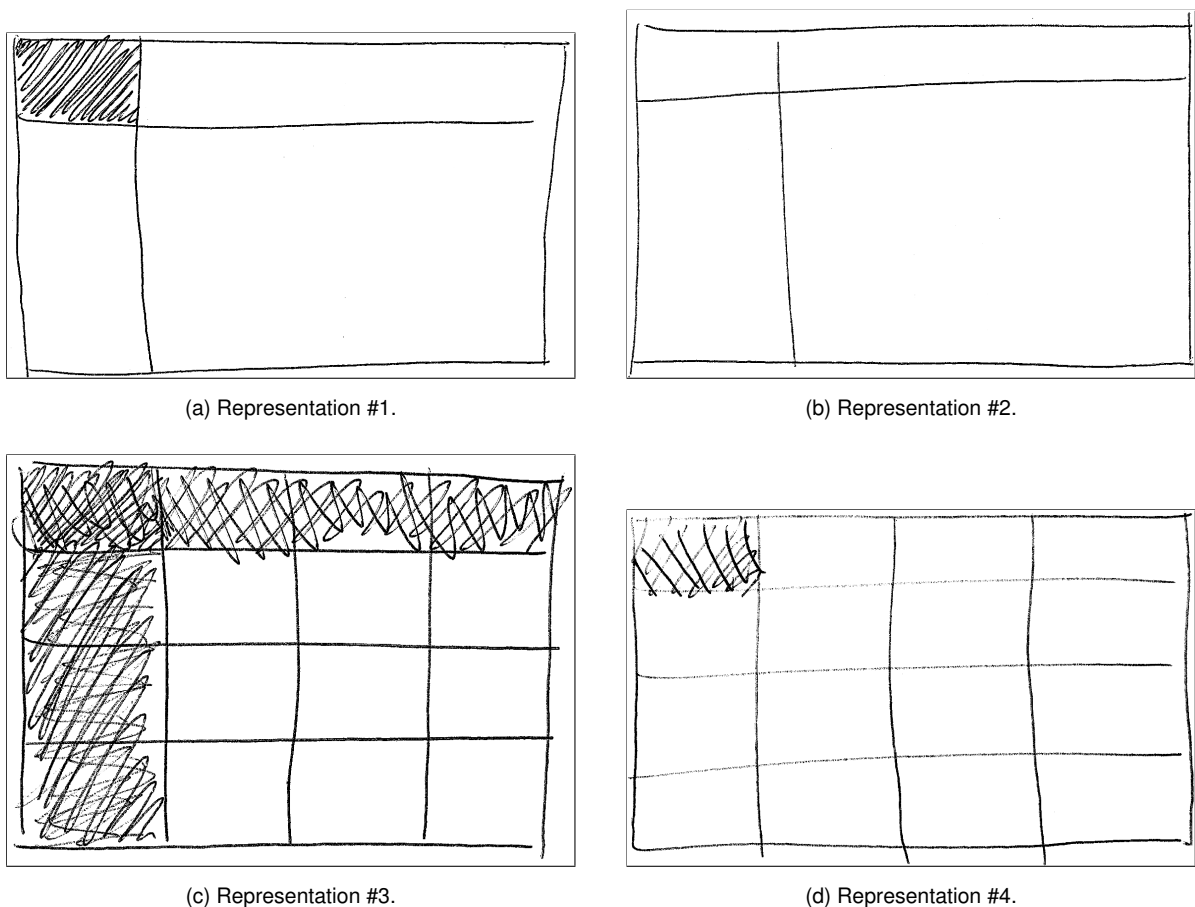 (a) Representation #1.
(b) Representation #2.
(c) Representation #3.
(d) Representation #4.